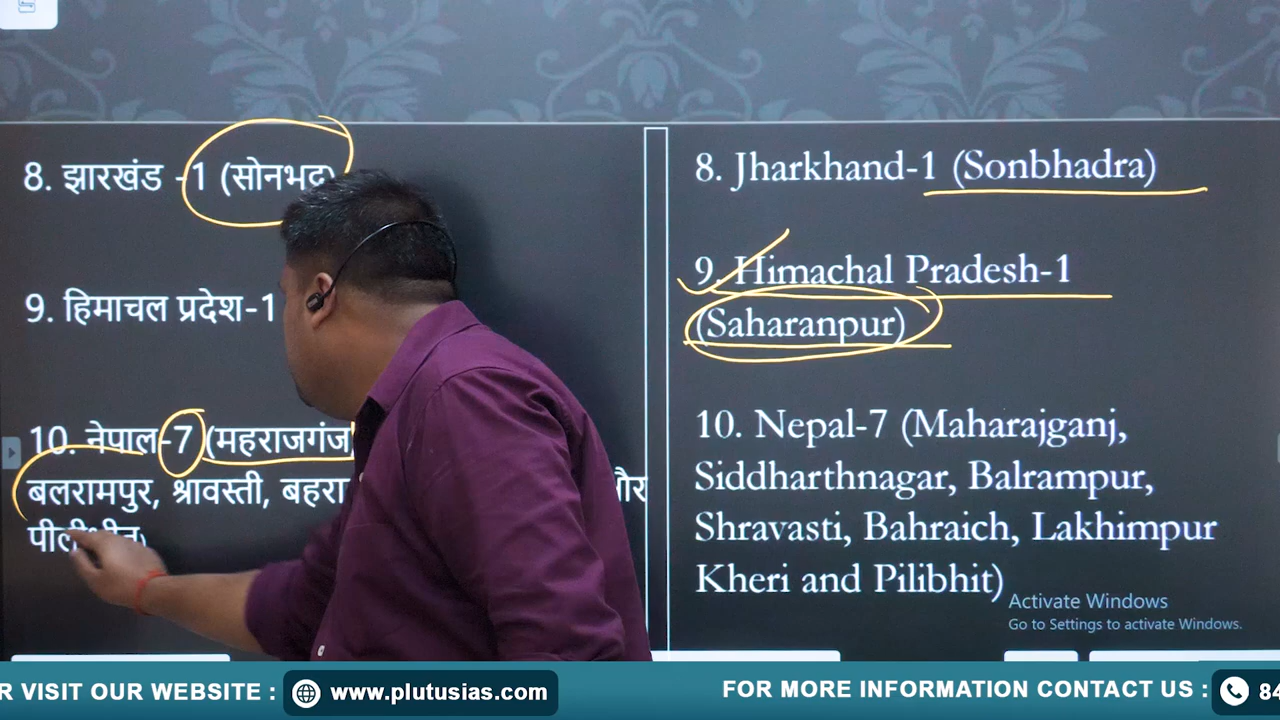 8. झारखंड -1 (सोनभद्र)
9. हिमाचल प्रदेश-1
10. नेपाल-7 (महराजगंज
बलरामपुर, श्रावस्ती,
पीलीभीत)
8. Jharkhand-1 (Sonbhadra)
9. Himachal Pradesh-1
(Saharanpur)
10. Nepal-7 (Maharajganj,
Siddharthnagar, Balrampur,
Shravasti, Bahraich, Lakhimpur
Kheri and Pilibhit)
Activate Windows
Go to Settings to activate Windows.
VISIT OUR WEBSITE : www.plutusias.com
FOR MORE INFORMATION CONTACT US : 84